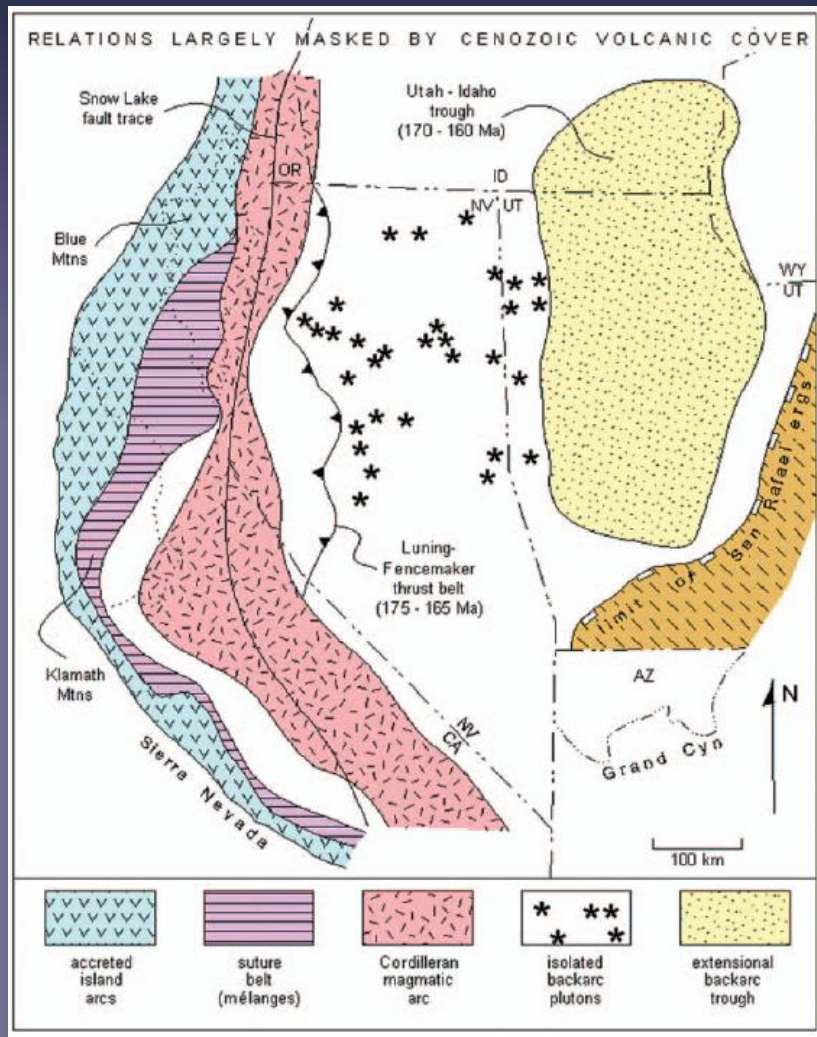 RELATIONS LARGELY MASKED BY CENOZOIC VOLCANIC COVER
Snow Lake
fault trace
Utah - Idaho
trough
(170 - 160 Ma)
OR
ID
NV UT
Blue
Mtns
WY
UT
limit of San Rafael ergs
Luning-
Fencemaker
thrust belt
(175 - 165 Ma)
Klamath
Mtns
AZ
N
NV
CA
Grand Cyn
Sierra Nevada
100 km
accreted
island
arcs
suture
belt
(mélanges)
Cordilleran
magmatic
arc
isolated
backarc
plutons
extensional
backarc
trough